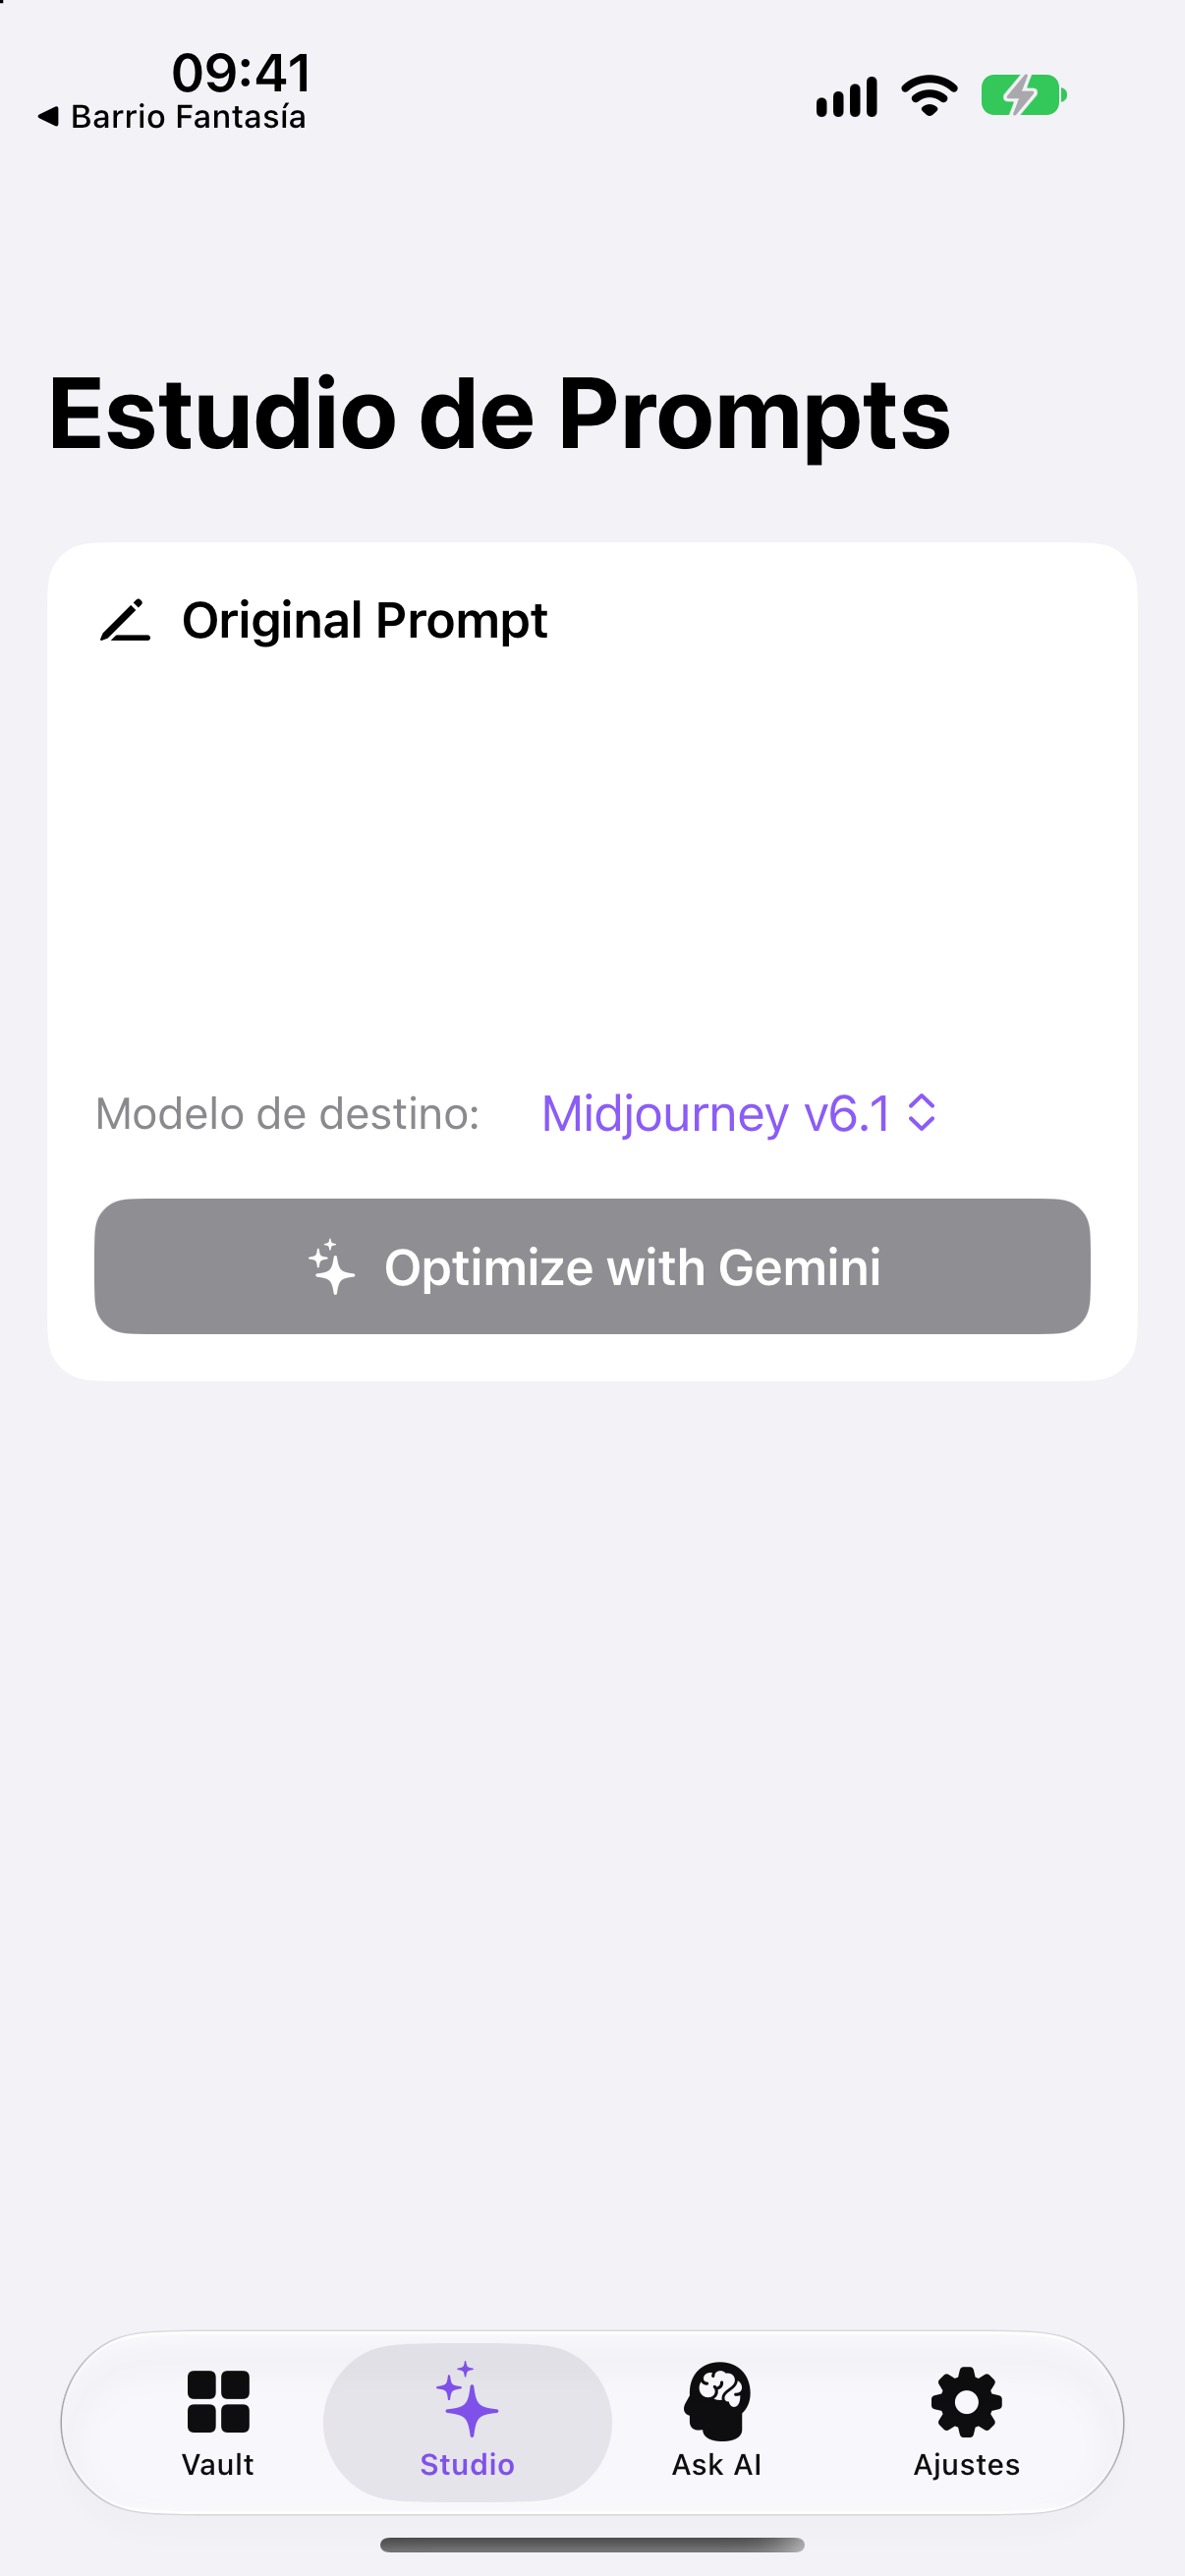 09:41
◀ Barrio Fantasía
Estudio de Prompts
Original Prompt
Modelo de destino: Midjourney v6.1
Optimize with Gemini
Vault Studio Ask AI Ajustes